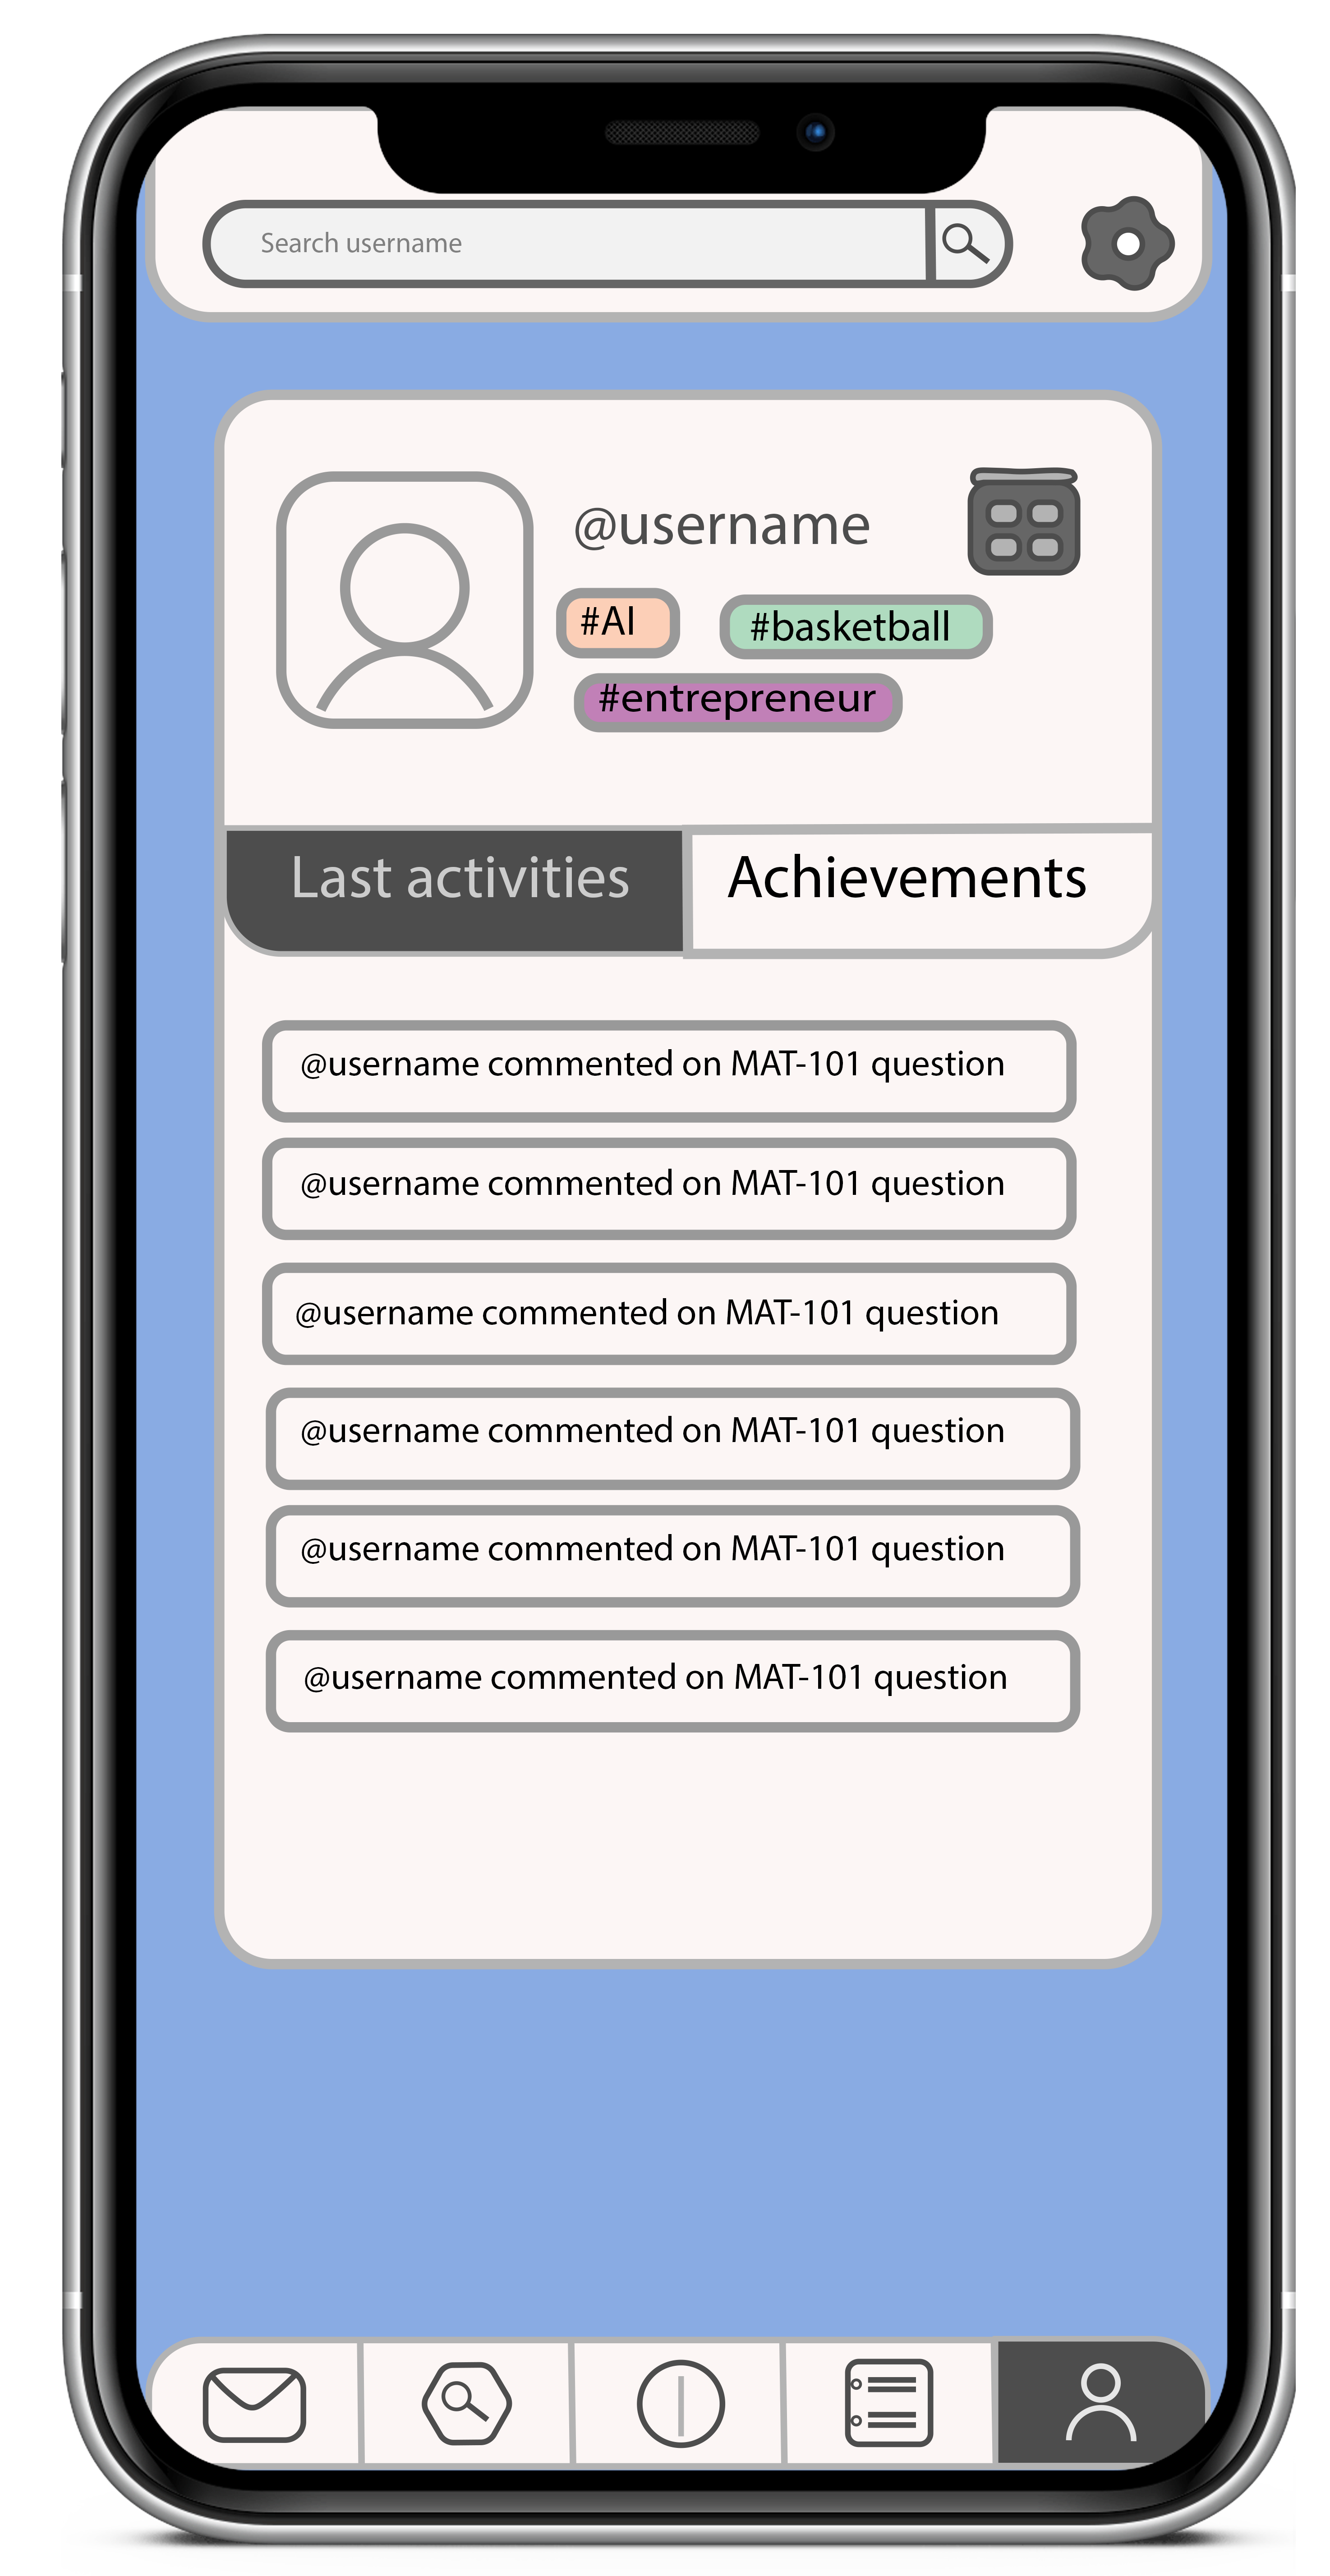 Search username
@username
#AI #basketball
#entrepreneur
Last activities Achievements
@username commented on MAT-101 question
@username commented on MAT-101 question
@username commented on MAT-101 question
@username commented on MAT-101 question
@username commented on MAT-101 question
@username commented on MAT-101 question